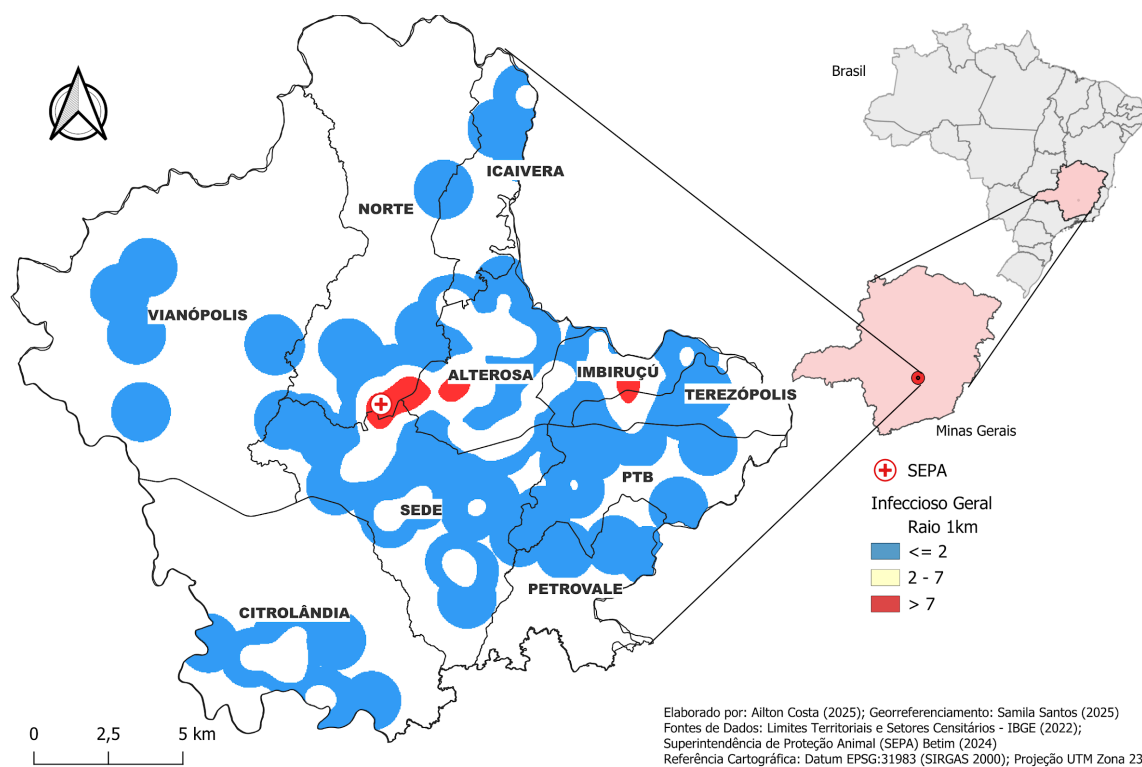 Brasil
ICAIVERA
NORTE
VIANÓPOLIS
ALTEROSA
IMBIRUÇÚ
TEREZÓPOLIS
Minas Gerais
PTB
SEDE
PETROVALE
CITROLÂNDIA
SEPA
Infeccioso Geral
Raio 1km
<= 2
2 - 7
> 7
0 2,5 5 km
Elaborado por: Ailton Costa (2025); Georreferenciamento: Samila Santos (2025)
Fontes de Dados: Limites Territoriais e Setores Censitários - IBGE (2022);
Superintendência de Proteção Animal (SEPA) Betim (2024)
Referência Cartográfica: Datum EPSG:31983 (SIRGAS 2000); Projeção UTM Zona 23